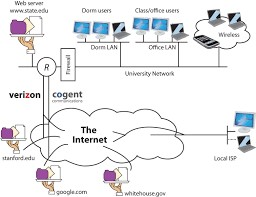 Web server
www.state.edu
Dorm users
Class/office users
Wireless
Dorm LAN
Office LAN
Firewall
R
University Network
verizon
cogent
communications
The
Internet
stanford.edu
Local ISP
google.com
whitehouse.gov